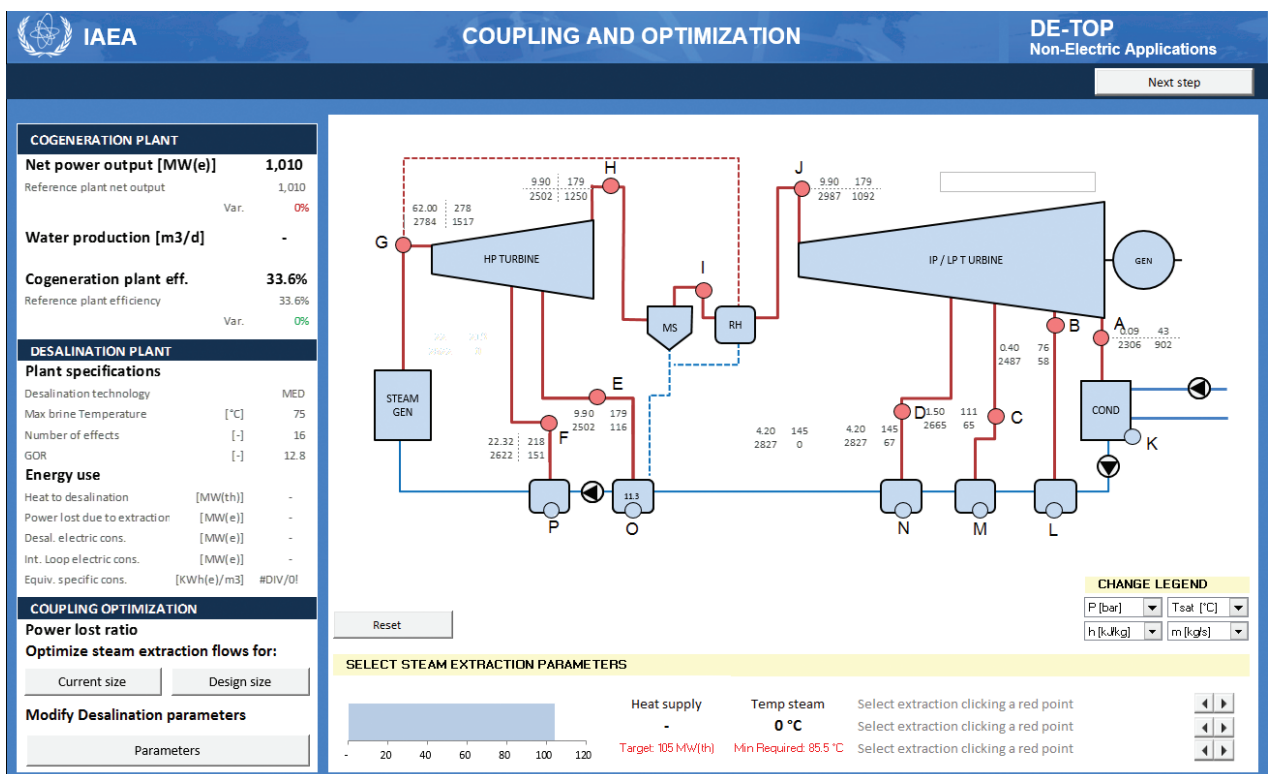 IAEA
COUPLING AND OPTIMIZATION
DE-TOP
Non-Electric Applications
Next step
COGENERATION PLANT
Net power output [MW(e)] 1,010
Reference plant net output 1,010
Var. 0%
Water production [m3/d] -
Cogeneration plant eff. 33.6%
Reference plant efficiency 33.6%
Var. 0%
DESALINATION PLANT
Plant specifications
Desalination technology MED
Max brine Temperature [°C] 75
Number of effects [-] 16
GOR [-] 12.8
Energy use
Heat to desalination [MW(th)] -
Power lost due to extraction [MW(e)] -
Desal. electric cons. [MW(e)] -
Int. Loop electric cons. [MW(e)] -
Equiv. specific cons. [KWh(e)/m3] #DIV/0!
COUPLING OPTIMIZATION
Power lost ratio
Optimize steam extraction flows for:
Current size
Design size
Modify Desalination parameters
Parameters
H
9.90 179
2502 1250
J
9.90 179
2987 1092
62.00 278
2784 1517
G
HP TURBINE
I
IP / LP T URBINE
GEN
MS
RH
B
A
0.09 43
2306 902
0.40 76
2487 58
STEAM
GEN
E
9.90 179
2502 116
F
22.32 218
2622 151
4.20 145
2827 0
4.20 145
2827 67
D
1.50 111
2665 65
C
COND
K
11.3
P
O
N
M
L
CHANGE LEGEND
P [bar] Tsat [°C]
h [kJ/kg] m [kg/s]
Reset
SELECT STEAM EXTRACTION PARAMETERS
Heat supply
-
Target: 105 MW(th)
Temp steam
0 °C
Min Required: 85.5 °C
Select extraction clicking a red point
Select extraction clicking a red point
Select extraction clicking a red point
- 20 40 60 80 100 120